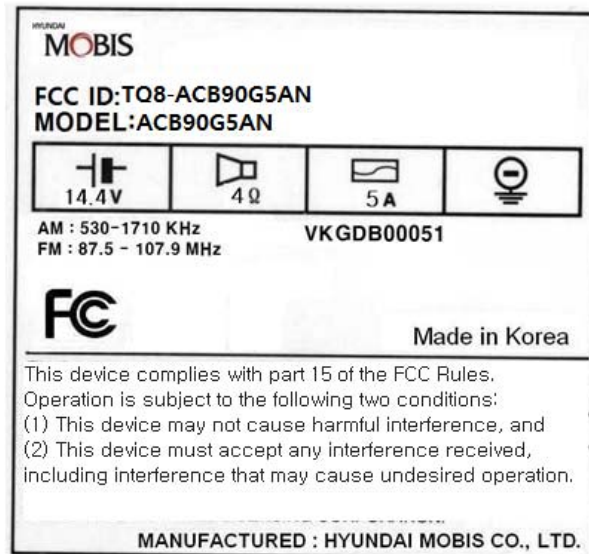 HYUNDAI
MOBIS
FCC ID:TQ8-ACB90G5AN
MODEL:ACB90G5AN
14.4V 4Ω 5A
AM : 530-1710 KHz
FM : 87.5 - 107.9 MHz
VKGDB00051
FC
Made in Korea
This device complies with part 15 of the FCC Rules.
Operation is subject to the following two conditions:
(1) This device may not cause harmful interference, and
(2) This device must accept any interference received,
including interference that may cause undesired operation.
MANUFACTURED : HYUNDAI MOBIS CO., LTD.